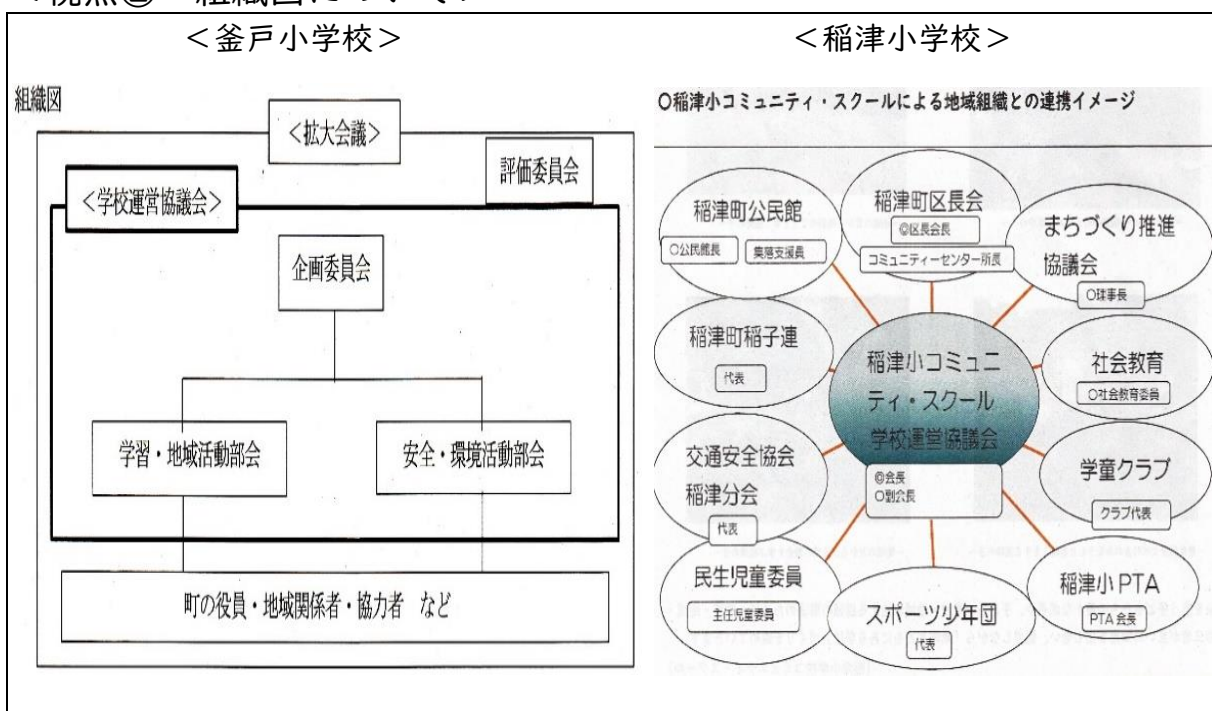 ＜釜戸小学校＞
組織図
＜拡大会議＞
評価委員会
＜学校運営協議会＞
企画委員会
学習・地域活動部会
安全・環境活動部会
町の役員・地域関係者・協力者　など
＜稲津小学校＞
〇稲津小コミュニティ・スクールによる地域組織との連携イメージ
稲津町公民館
〇公民館長
集落支援員
稲津町区長会
◎区長会長
コミュニティーセンター所長
まちづくり推進
協議会
〇理事長
稲津町稲子連
代表
稲津小コミュニ
ティ・スクール
学校運営協議会
◎会長
〇副会長
社会教育
〇社会教育委員
交通安全協会
稲津分会
代表
学童クラブ
クラブ代表
民生児童委員
主任児童委員
スポーツ少年団
代表
稲津小PTA
PTA会長